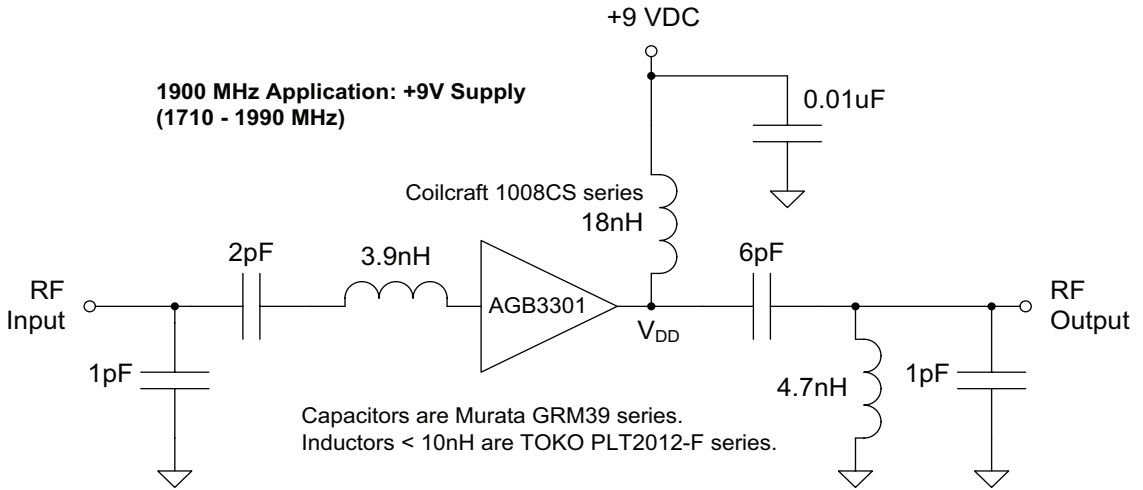 +9 VDC
1900 MHz Application: +9V Supply
(1710 - 1990 MHz)
0.01uF
Coilcraft 1008CS series
18nH
2pF
3.9nH
6pF
RF
Input
AGB3301
RF
Output
VDD
1pF
4.7nH
1pF
Capacitors are Murata GRM39 series.
Inductors < 10nH are TOKO PLT2012-F series.